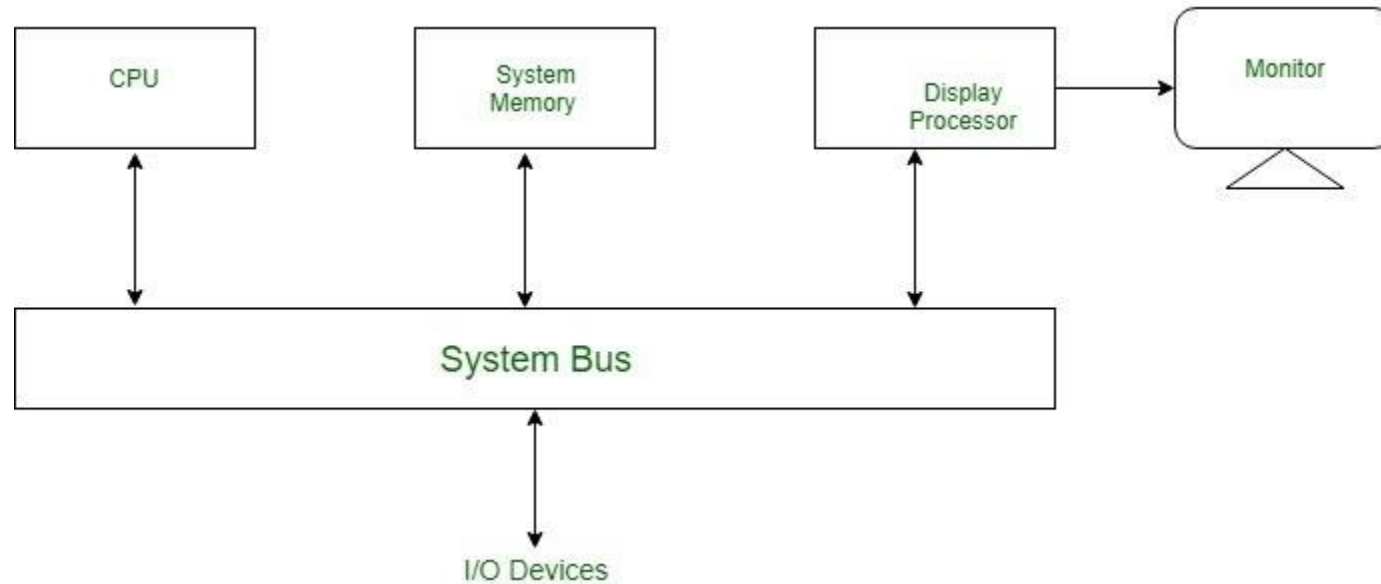 CPU
System
Memory
Display
Processor
Monitor
System Bus
I/O Devices